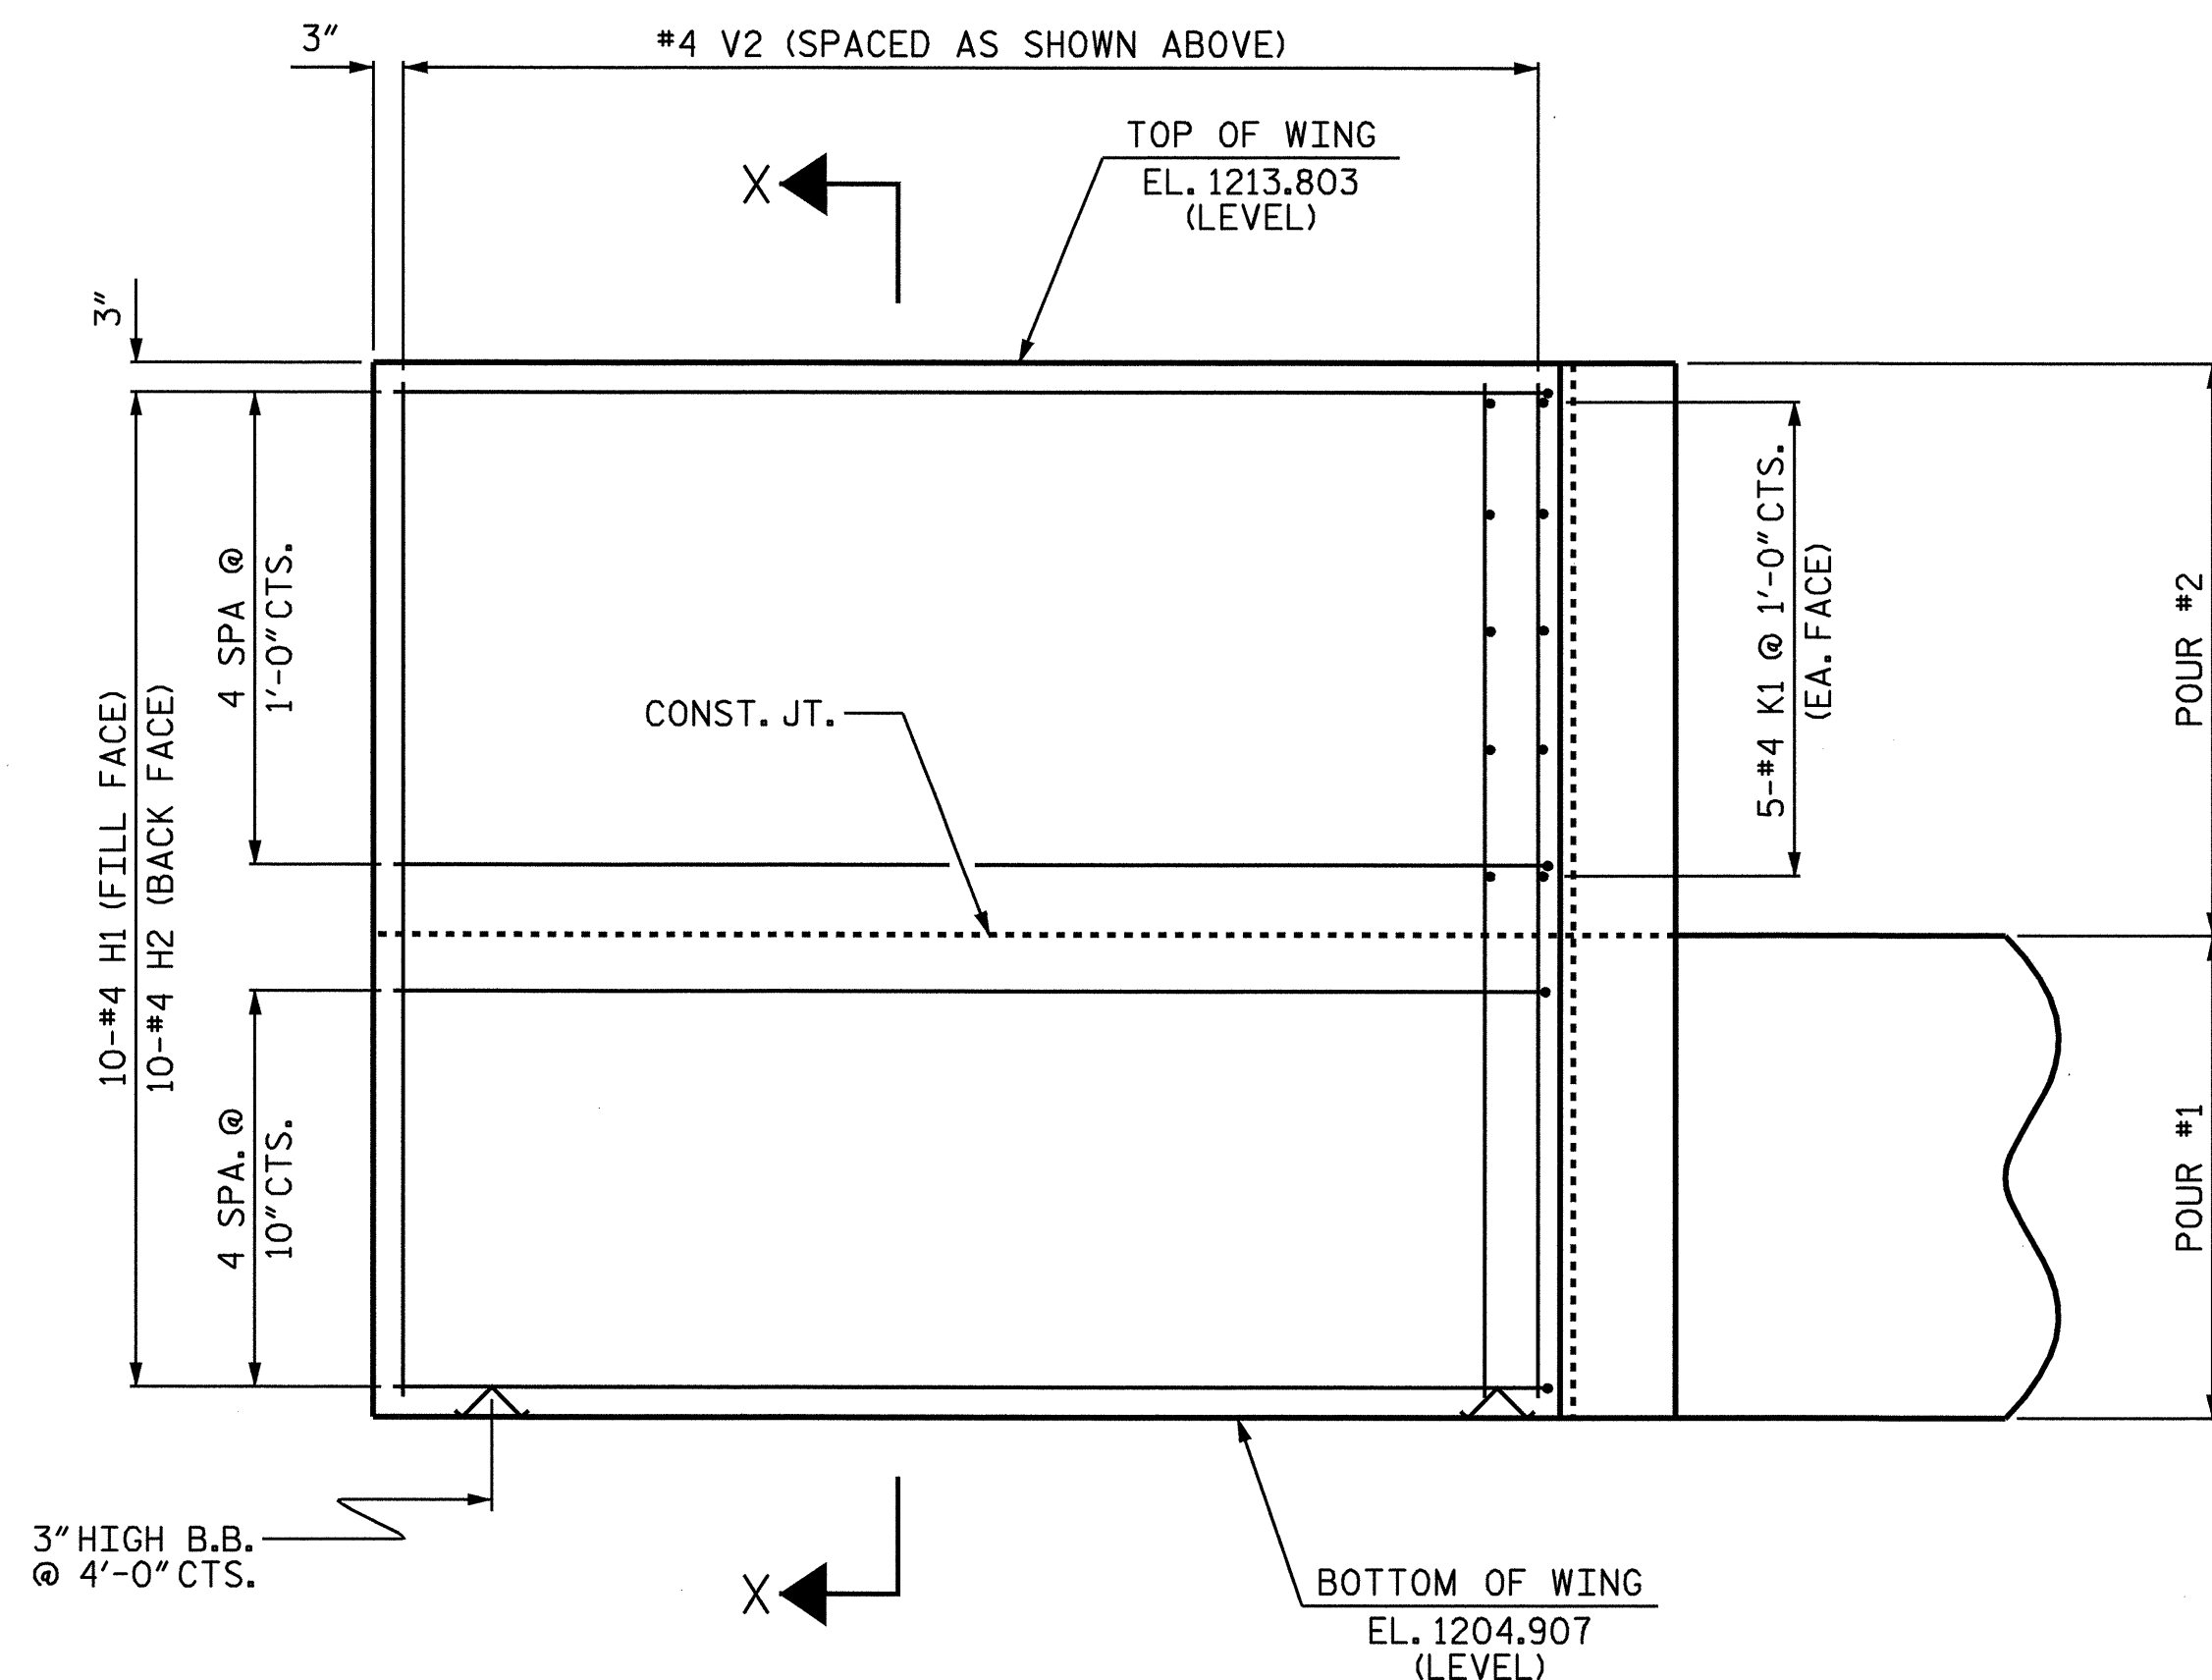 3"
#4 V2 (SPACED AS SHOWN ABOVE)
TOP OF WING
EL. 1213.803
(LEVEL)
X
3"
4 SPA @
1'-0" CTS.
10-#4 H1 (FILL FACE)
10-#4 H2 (BACK FACE)
CONST. JT.
5-#4 K1 @ 1'-0" CTS.
(EA. FACE)
POUR #2
4 SPA. @
10" CTS.
POUR #1
3" HIGH B.B.
@ 4'-0" CTS.
X
BOTTOM OF WING
EL. 1204.907
(LEVEL)